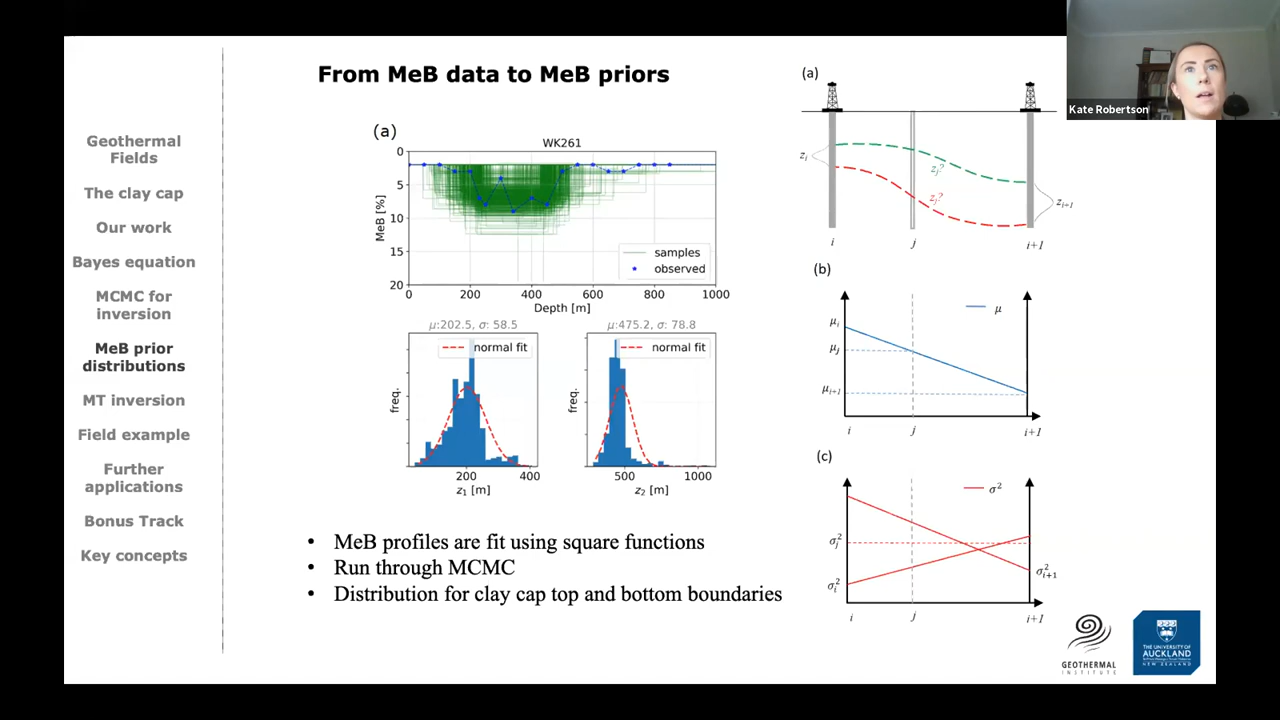 From MeB data to MeB priors
Geothermal
Fields
The clay cap
Our work
Bayes equation
MCMC for
inversion
MeB prior
distributions
MT inversion
Field example
Further
applications
Bonus Track
Key concepts
(a)
WK261
0
5
10
15
20
MeB [%]
samples
observed
0 200 400 600 800 1000
Depth [m]
μ:202.5, σ: 58.5
normal fit
freq.
200 400
z₁ [m]
μ:475.2, σ: 78.8
normal fit
freq.
500 1000
z₂ [m]
• MeB profiles are fit using square functions
• Run through MCMC
• Distribution for clay cap top and bottom boundaries
(a)
zᵢ
zⱼ?
zⱼ?
zᵢ₊₁
i j i+1
(b)
μ
μᵢ
μⱼ
μᵢ₊₁
i j i+1
(c)
σ²
σⱼ²
σᵢ²
σᵢ₊₁²
i j i+1
Kate Robertson
GEOTHERMAL
INSTITUTE
THE UNIVERSITY OF
AUCKLAND
NEW ZEALAND